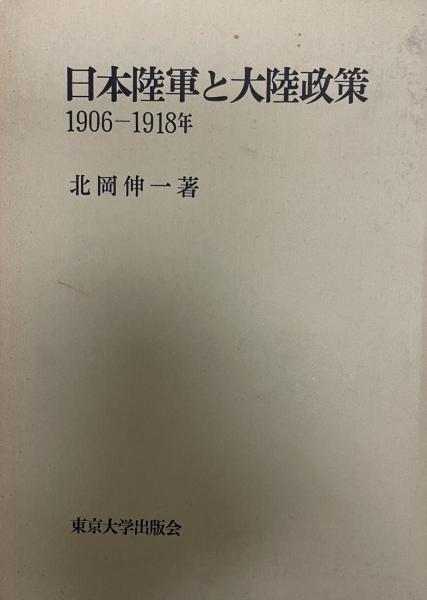 日本陸軍と大陸政策
1906−1918年
北岡伸一著
東京大学出版会